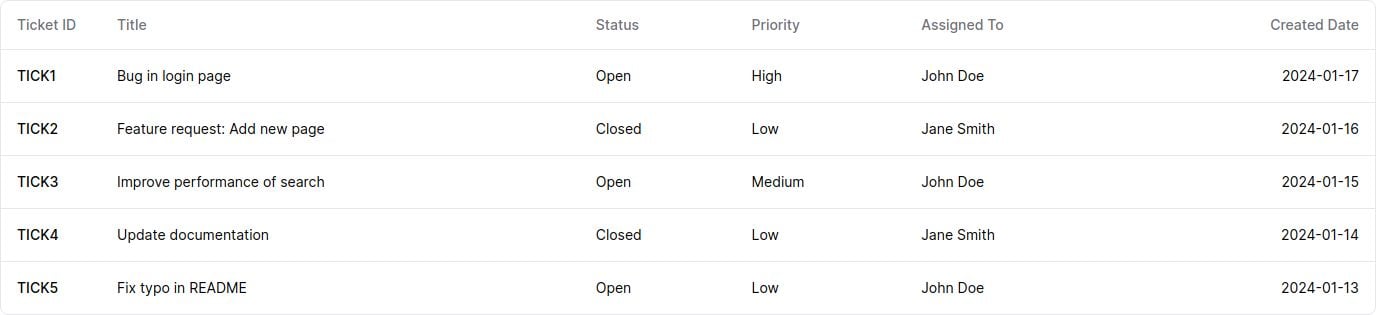 Ticket ID Title Status Priority Assigned To Created Date
TICK1 Bug in login page Open High John Doe 2024-01-17
TICK2 Feature request: Add new page Closed Low Jane Smith 2024-01-16
TICK3 Improve performance of search Open Medium John Doe 2024-01-15
TICK4 Update documentation Closed Low Jane Smith 2024-01-14
TICK5 Fix typo in README Open Low John Doe 2024-01-13